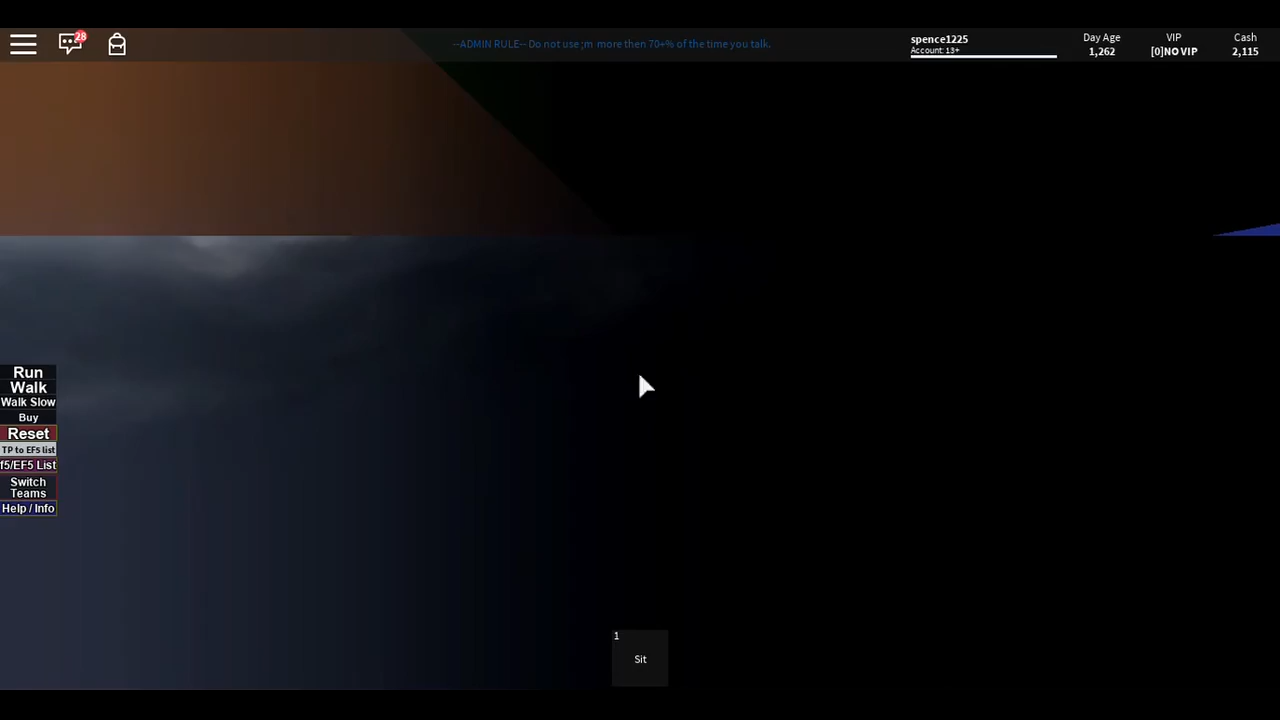 28
--ADMIN RULE-- Do not use ;m more then 70+% of the time you talk.
spence1225
Account: 13+
Day Age
1,262
VIP
[0]NO VIP
Cash
2,115
Run
Walk
Walk Slow
Buy
Reset
TP to EF5 list
f5/EF5 List
Switch
Teams
Help / Info
1
Sit